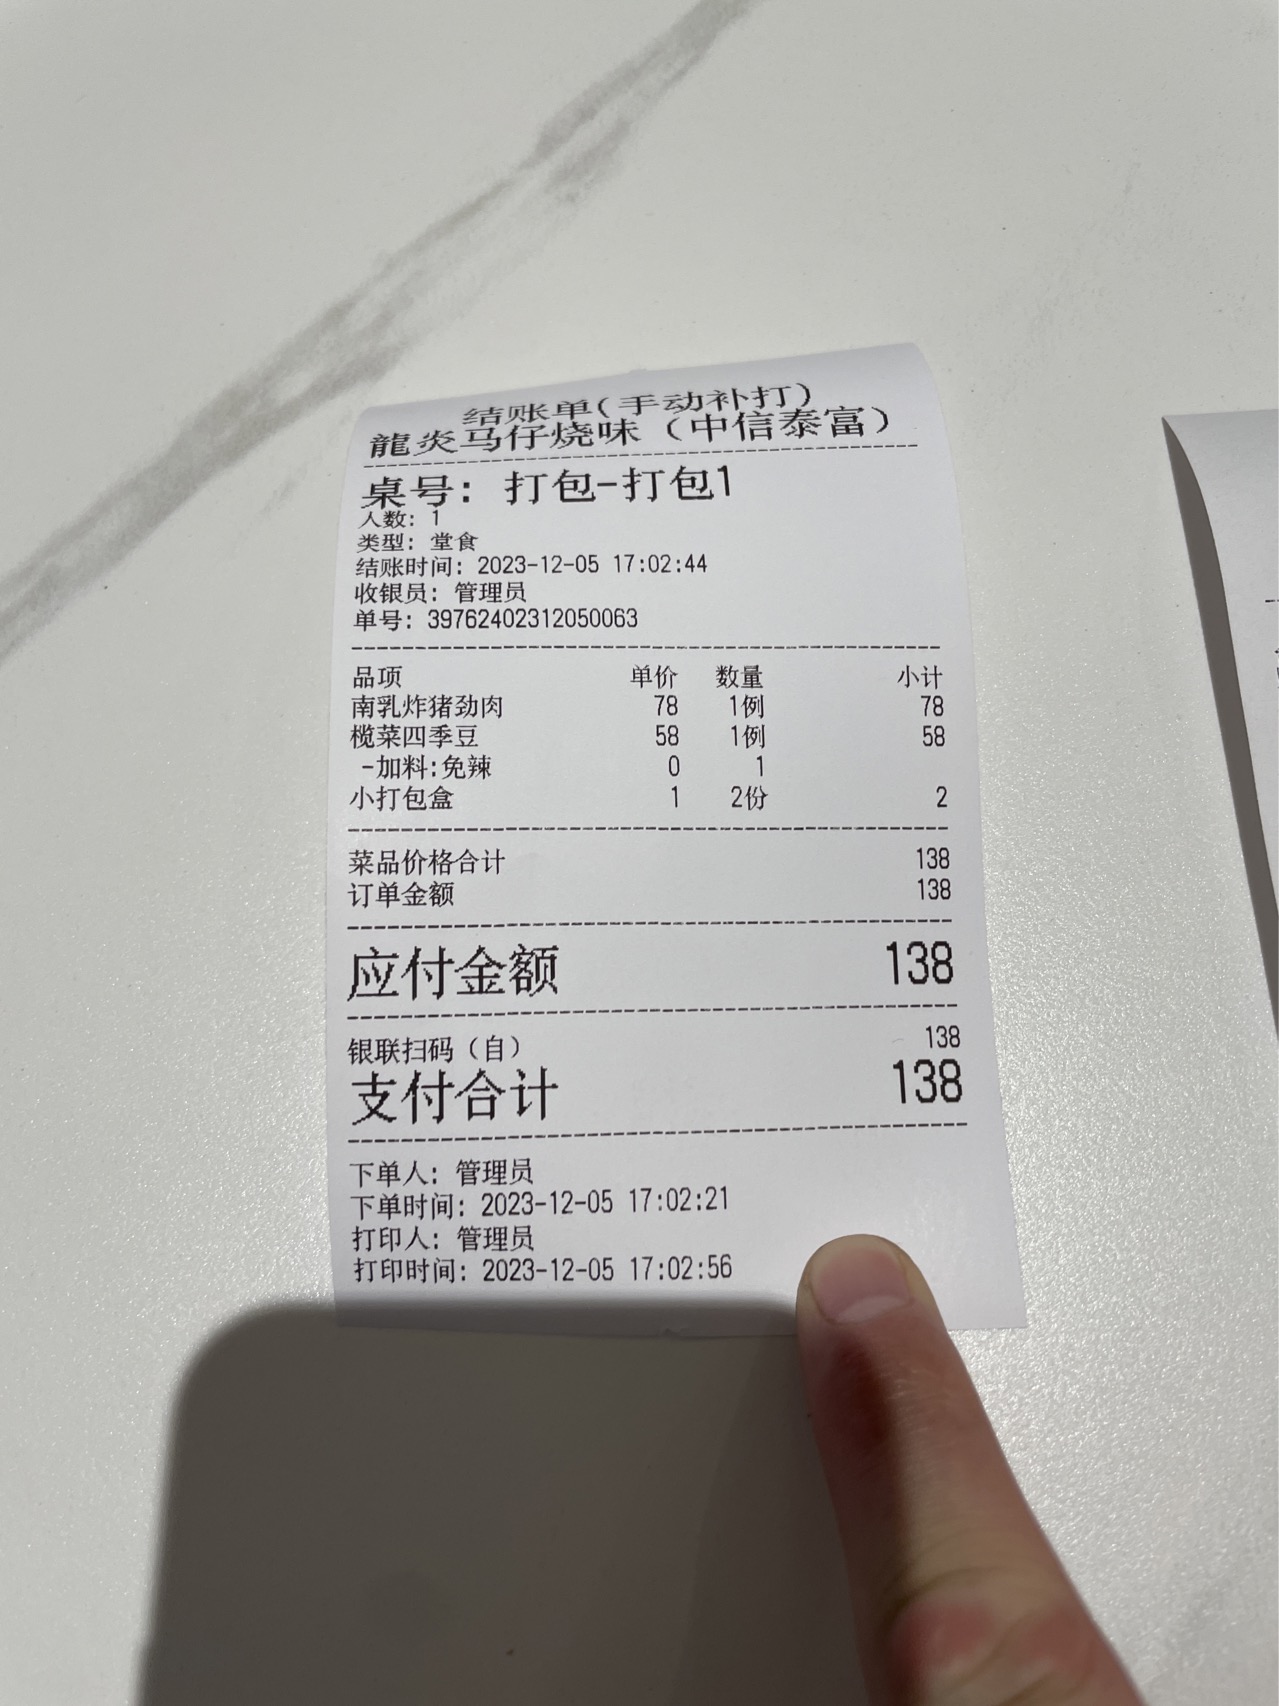 结账单(手动补打)
龍炎马仔烧味（中信泰富）
桌号: 打包-打包1
人数: 1
类型: 堂食
结账时间: 2023-12-05 17:02:44
收银员: 管理员
单号: 39762402312050063
品项 单价 数量 小计
南乳炸猪劲肉 78 1例 78
榄菜四季豆 58 1例 58
-加料:免辣 0 1
小打包盒 1 2份 2
菜品价格合计 138
订单金额 138
应付金额 138
银联扫码（自） 138
支付合计 138
下单人: 管理员
下单时间: 2023-12-05 17:02:21
打印人: 管理员
打印时间: 2023-12-05 17:02:56